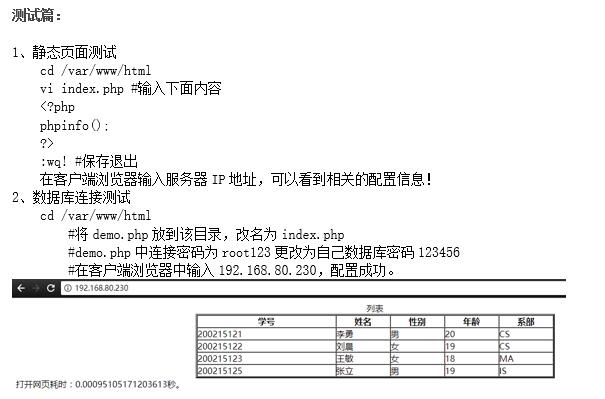 测试篇：
1、静态页面测试
cd /var/www/html
vi index.php #输入下面内容
<?php
phpinfo();
?>
:wq! #保存退出
在客户端浏览器输入服务器 IP 地址，可以看到相关的配置信息！
2、数据库连接测试
cd /var/www/html
#将 demo.php 放到该目录，改名为 index.php
#demo.php 中连接密码为 root123 更改为自己数据库密码 123456
#在客户端浏览器中输入 192.168.80.230，配置成功。
192.168.80.230
列表
学号 姓名 性别 年龄 系部
200215121 李勇 男 20 CS
200215122 刘晨 女 19 CS
200215123 王敏 女 18 MA
200215125 张立 男 19 IS
打开网页耗时：0.00095105171203613秒。